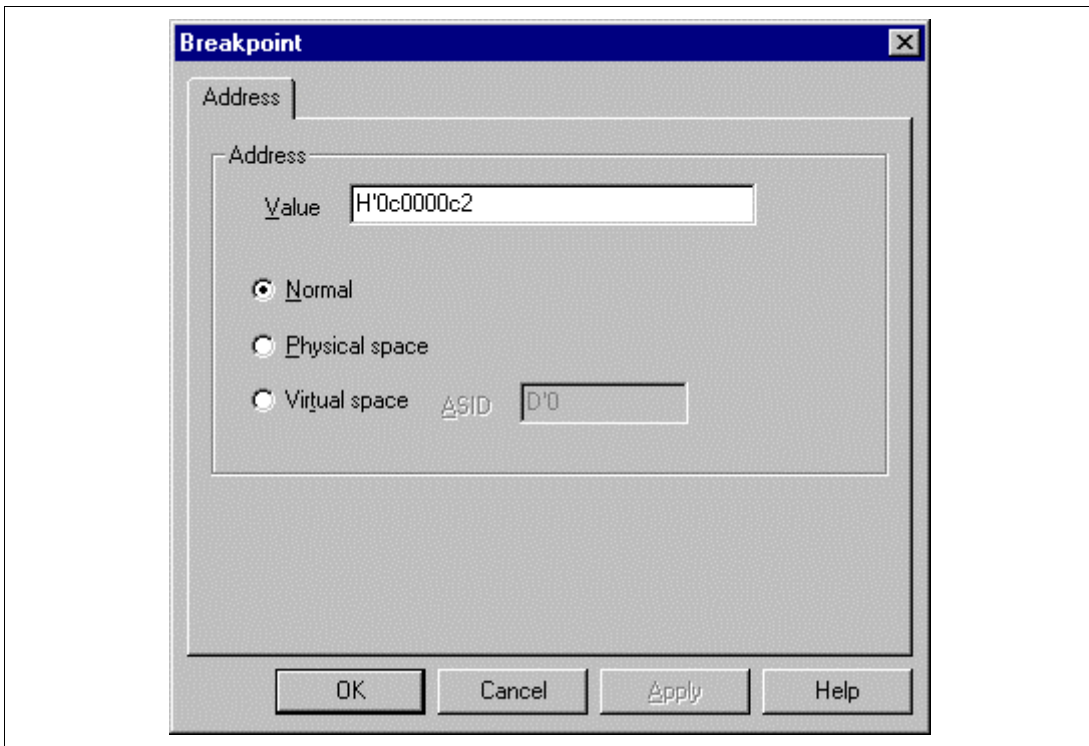 Breakpoint
Address
Address
Value H'0c0000c2
Normal
Physical space
Virtual space ASID D'0
OK Cancel Apply Help